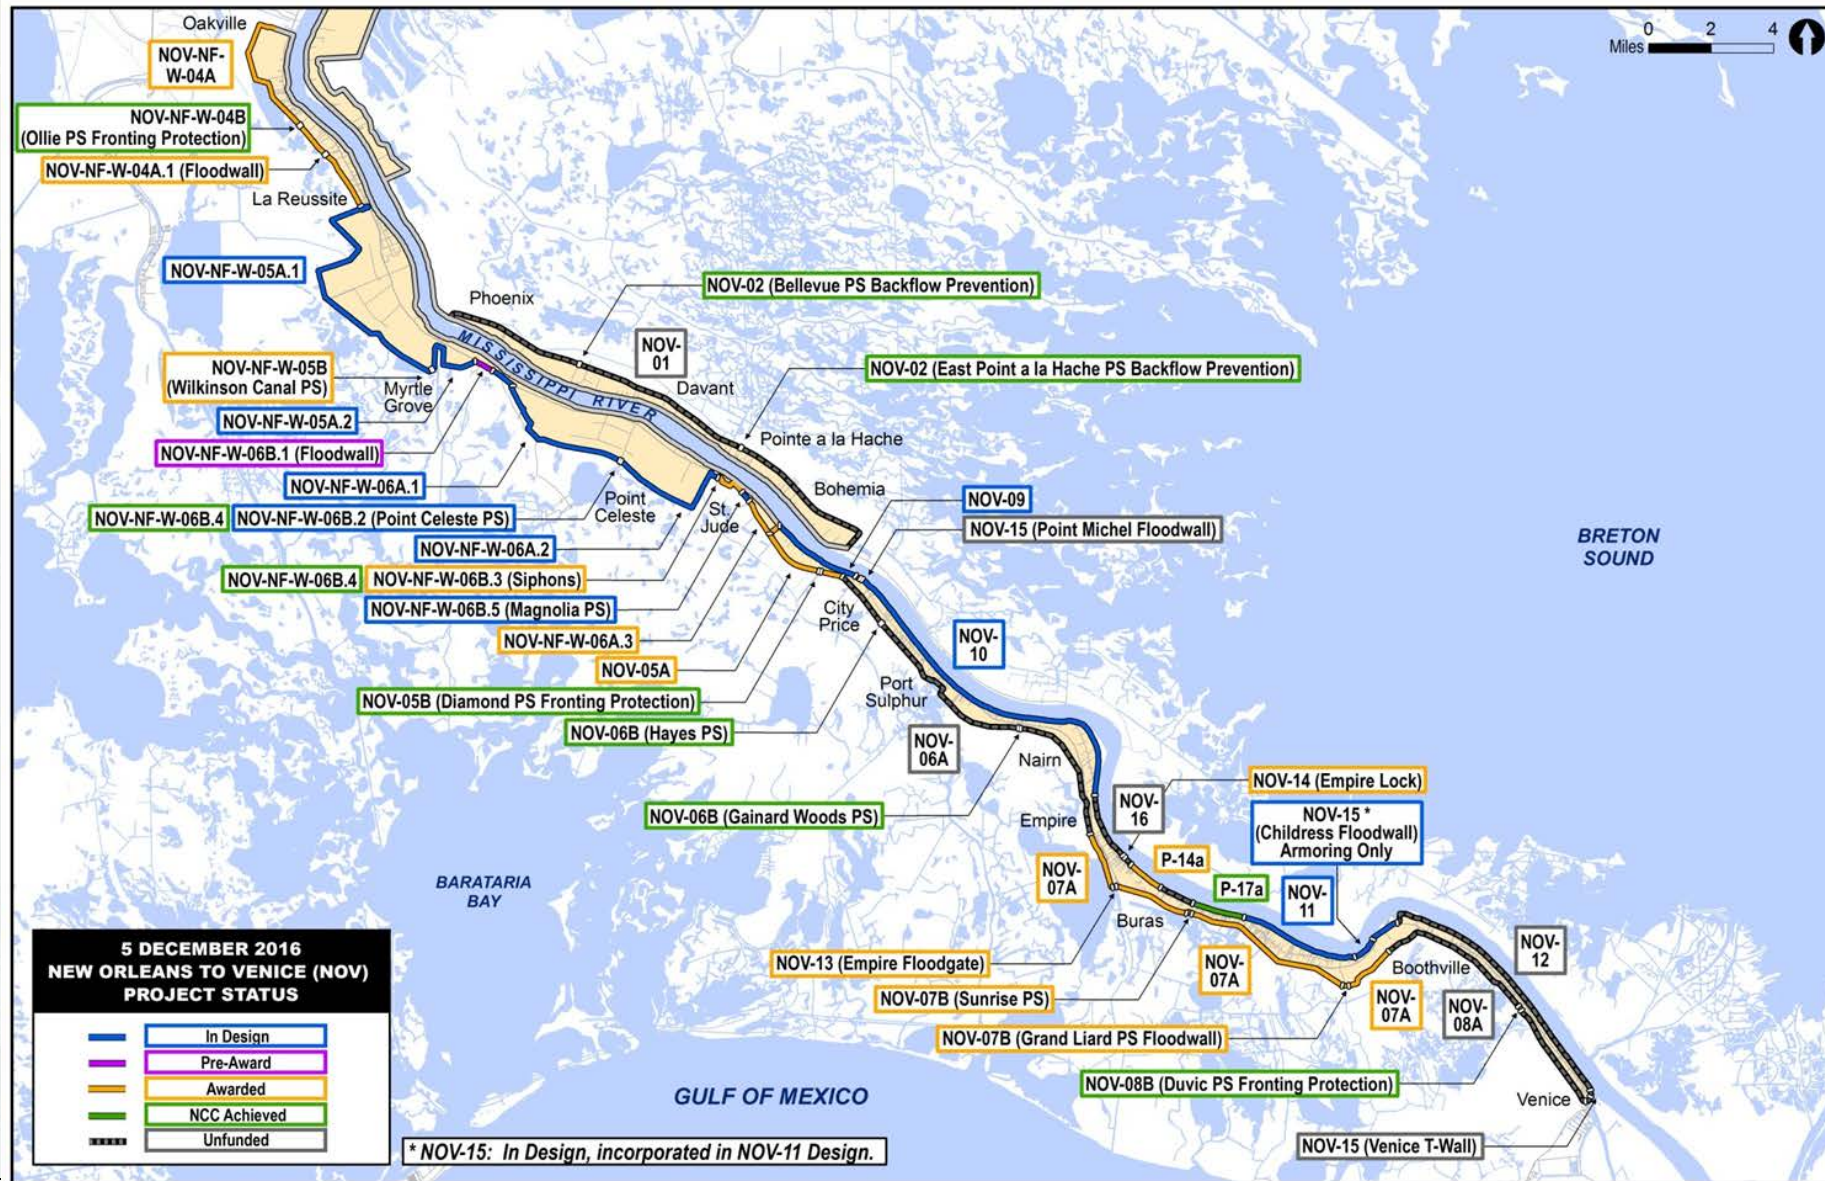 Oakville
0 2 4
Miles
NOV-NF-
W-04A
NOV-NF-W-04B
(Ollie PS Fronting Protection)
NOV-NF-W-04A.1 (Floodwall)
La Reussite
NOV-NF-W-05A.1
Phoenix
NOV-02 (Bellevue PS Backflow Prevention)
MISSISSIPPI RIVER
NOV-
01
Davant
NOV-02 (East Point a la Hache PS Backflow Prevention)
NOV-NF-W-05B
(Wilkinson Canal PS)
Myrtle
Grove
NOV-NF-W-05A.2
Pointe a la Hache
NOV-NF-W-06B.1 (Floodwall)
NOV-NF-W-06A.1
Point
Celeste
St.
Jude
Bohemia
NOV-09
NOV-NF-W-06B.4
NOV-NF-W-06B.2 (Point Celeste PS)
NOV-15 (Point Michel Floodwall)
BRETON
SOUND
NOV-NF-W-06A.2
NOV-NF-W-06B.4
NOV-NF-W-06B.3 (Siphons)
NOV-NF-W-06B.5 (Magnolia PS)
City
Price
NOV-NF-W-06A.3
NOV-
10
NOV-05A
Port
Sulphur
NOV-05B (Diamond PS Fronting Protection)
NOV-06B (Hayes PS)
NOV-
06A
Nairn
NOV-14 (Empire Lock)
NOV-06B (Gainard Woods PS)
Empire
NOV-
16
NOV-15 *
(Childress Floodwall)
Armoring Only
P-14a
NOV-
07A
P-17a
NOV-
11
BARATARIA
BAY
Buras
NOV-13 (Empire Floodgate)
NOV-
07A
Boothville
NOV-
12
NOV-07B (Sunrise PS)
NOV-
07A
NOV-
08A
NOV-07B (Grand Liard PS Floodwall)
NOV-08B (Duvic PS Fronting Protection)
GULF OF MEXICO
Venice
NOV-15 (Venice T-Wall)
5 DECEMBER 2016
NEW ORLEANS TO VENICE (NOV)
PROJECT STATUS
In Design
Pre-Award
Awarded
NCC Achieved
Unfunded
* NOV-15: In Design, incorporated in NOV-11 Design.